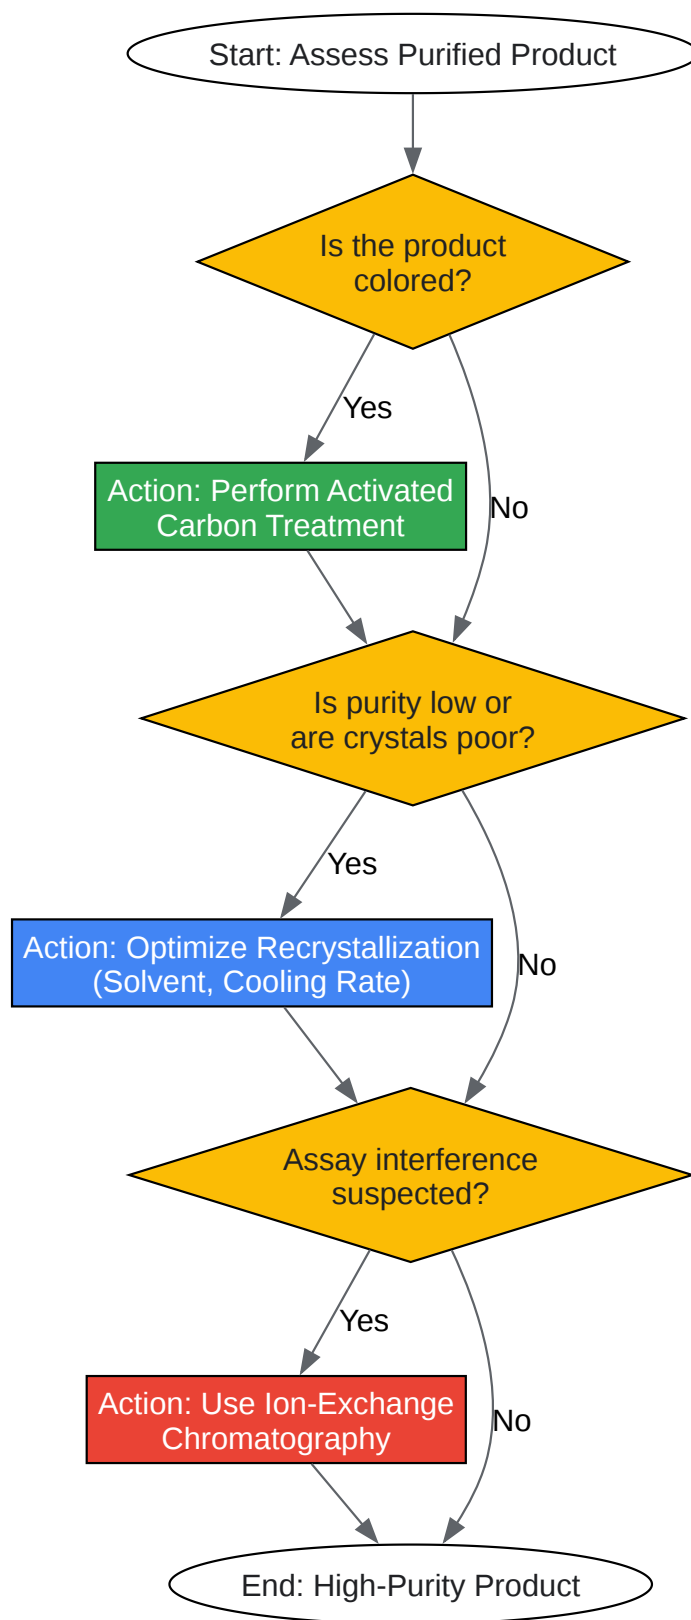 Start: Assess Purified Product
Is the product
colored?
Yes
Action: Perform Activated
Carbon Treatment
No
Is purity low or
are crystals poor?
Yes
Action: Optimize Recrystallization
(Solvent, Cooling Rate)
No
Assay interference
suspected?
Yes
Action: Use Ion-Exchange
Chromatography
No
End: High-Purity Product